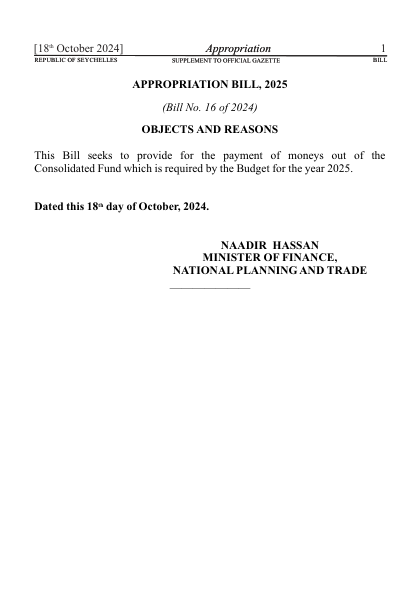 [18th October 2024] Appropriation 1
REPUBLIC OF SEYCHELLES SUPPLEMENT TO OFFICIAL GAZETTE BILL
APPROPRIATION BILL, 2025
(Bill No. 16 of 2024)
OBJECTS AND REASONS
This Bill seeks to provide for the payment of moneys out of the
Consolidated Fund which is required by the Budget for the year 2025.
Dated this 18th day of October, 2024.
NAADIR HASSAN
MINISTER OF FINANCE,
NATIONAL PLANNING AND TRADE